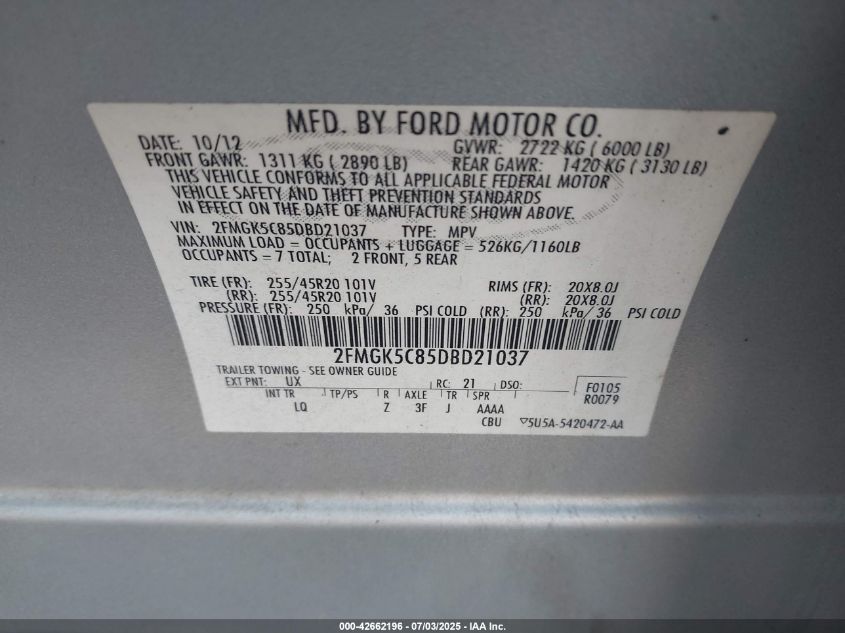 MFD. BY FORD MOTOR CO.
DATE: 10/12 GVWR: 2722 KG ( 6000 LB)
FRONT GAWR: 1311 KG ( 2890 LB) REAR GAWR: 1420 KG ( 3130 LB)
THIS VEHICLE CONFORMS TO ALL APPLICABLE FEDERAL MOTOR
VEHICLE SAFETY AND THEFT PREVENTION STANDARDS
IN EFFECT ON THE DATE OF MANUFACTURE SHOWN ABOVE.
VIN: 2FMGK5C85DBD21037 TYPE: MPV
MAXIMUM LOAD = OCCUPANTS + LUGGAGE = 526KG/1160LB
OCCUPANTS = 7 TOTAL; 2 FRONT, 5 REAR
TIRE (FR): 255/45R20 101V RIMS (FR): 20X8.0J
(RR): 255/45R20 101V (RR): 20X8.0J
PRESSURE (FR): 250 kPa/ 36 PSI COLD (RR): 250 kPa/ 36 PSI COLD
2FMGK5C85DBD21037
TRAILER TOWING - SEE OWNER GUIDE
EXT PNT: UX RC: 21 DSO: F0105
INT TR TP/PS R AXLE TR SPR R0079
LQ Z 3F J AAAA
CBU ▽5U5A-5420472-AA
000-42662196 - 07/03/2025 - IAA Inc.